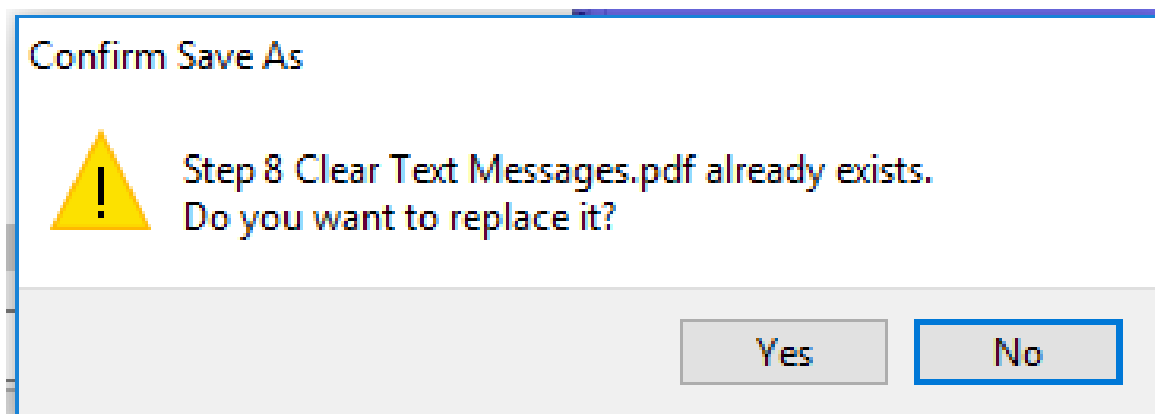 Confirm Save As
Step 8 Clear Text Messages.pdf already exists.
Do you want to replace it?
Yes
No